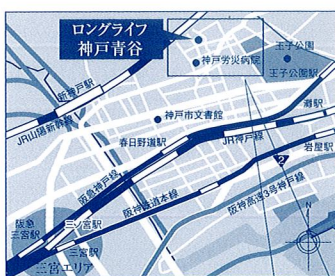 ロングライフ
神戸青谷
神戸労災病院
王子公園
王子公園駅
新神戸駅
JR山陽新幹線
神戸市文書館
灘駅
春日野道駅
JR神戸線
岩屋駅
2
阪急神戸線
阪神電鉄本線
阪神高速3号神戸線
阪急
三宮駅
三ノ宮駅
三宮駅
三宮エリア
N